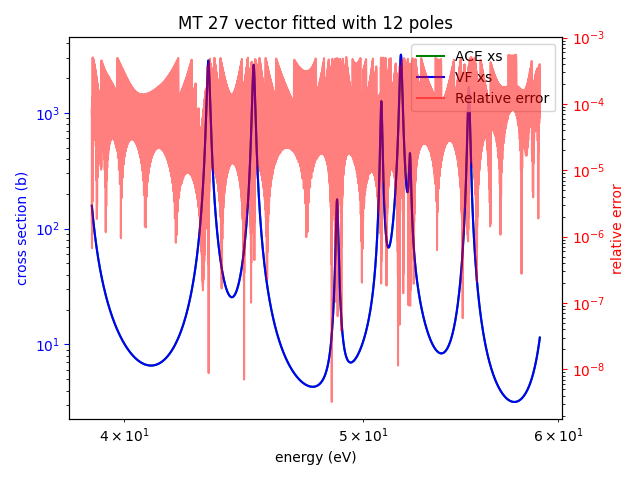 MT 27 vector fitted with 12 poles
ACE xs
VF xs
Relative error
cross section (b)
10³
10²
10¹
relative error
10⁻³
10⁻⁴
10⁻⁵
10⁻⁶
10⁻⁷
10⁻⁸
4 × 10¹
5 × 10¹
6 × 10¹
energy (eV)